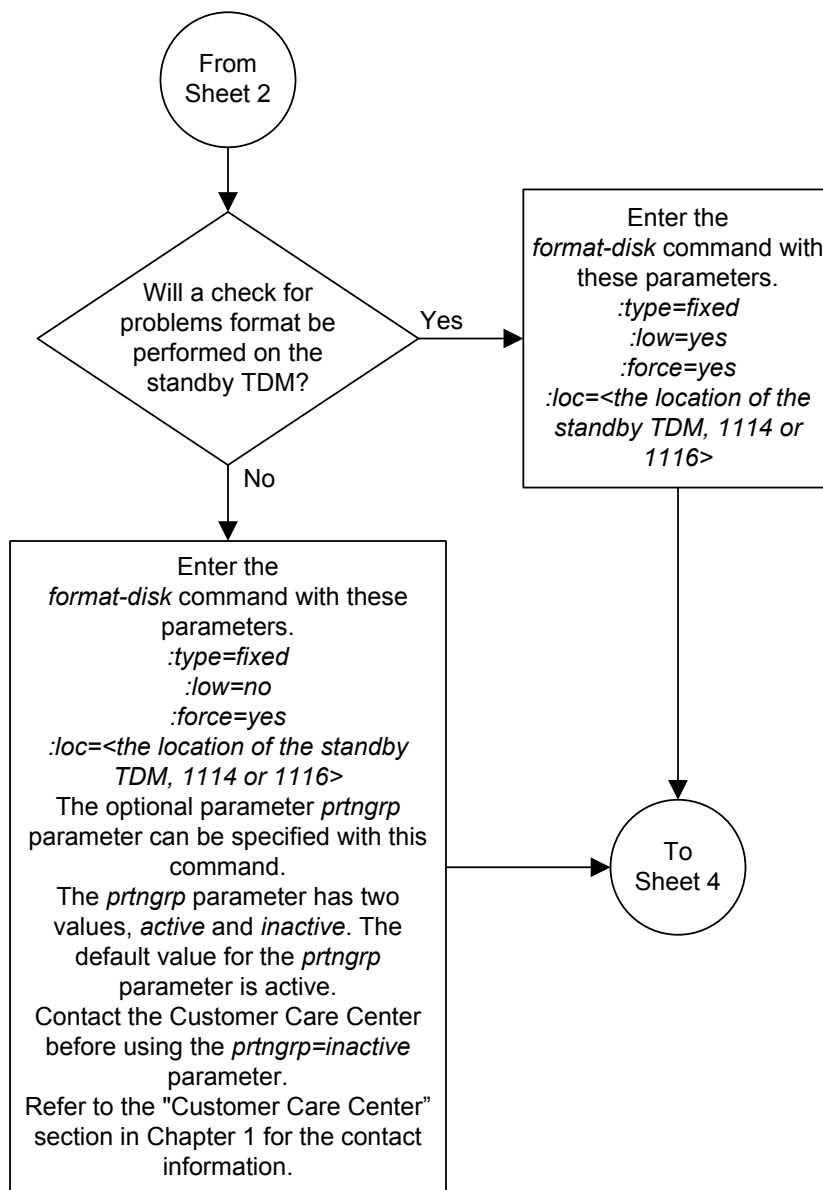 From
Sheet 2
Will a check for
problems format be
performed on the
standby TDM?
Yes
No
Enter the
format-disk command with
these parameters.
:type=fixed
:low=yes
:force=yes
:loc=<the location of the
standby TDM, 1114 or
1116>
Enter the
format-disk command with these
parameters.
:type=fixed
:low=no
:force=yes
:loc=<the location of the standby
TDM, 1114 or 1116>
The optional parameter prtngrp
parameter can be specified with this
command.
The prtngrp parameter has two
values, active and inactive. The
default value for the prtngrp
parameter is active.
Contact the Customer Care Center
before using the prtngrp=inactive
parameter.
Refer to the "Customer Care Center”
section in Chapter 1 for the contact
information.
To
Sheet 4